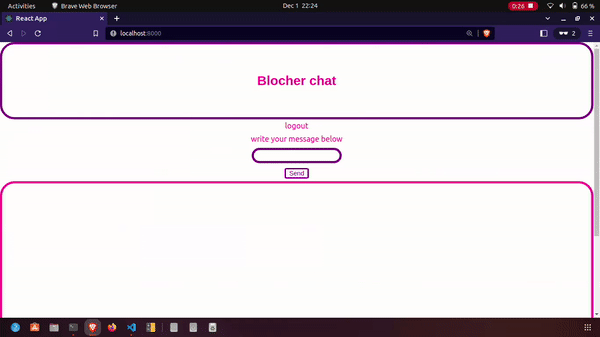 Activities Brave Web Browser Dec 1 22:24 0:26 66 %
React App
localhost:8000 2
Blocher chat
logout
write your message below
Send